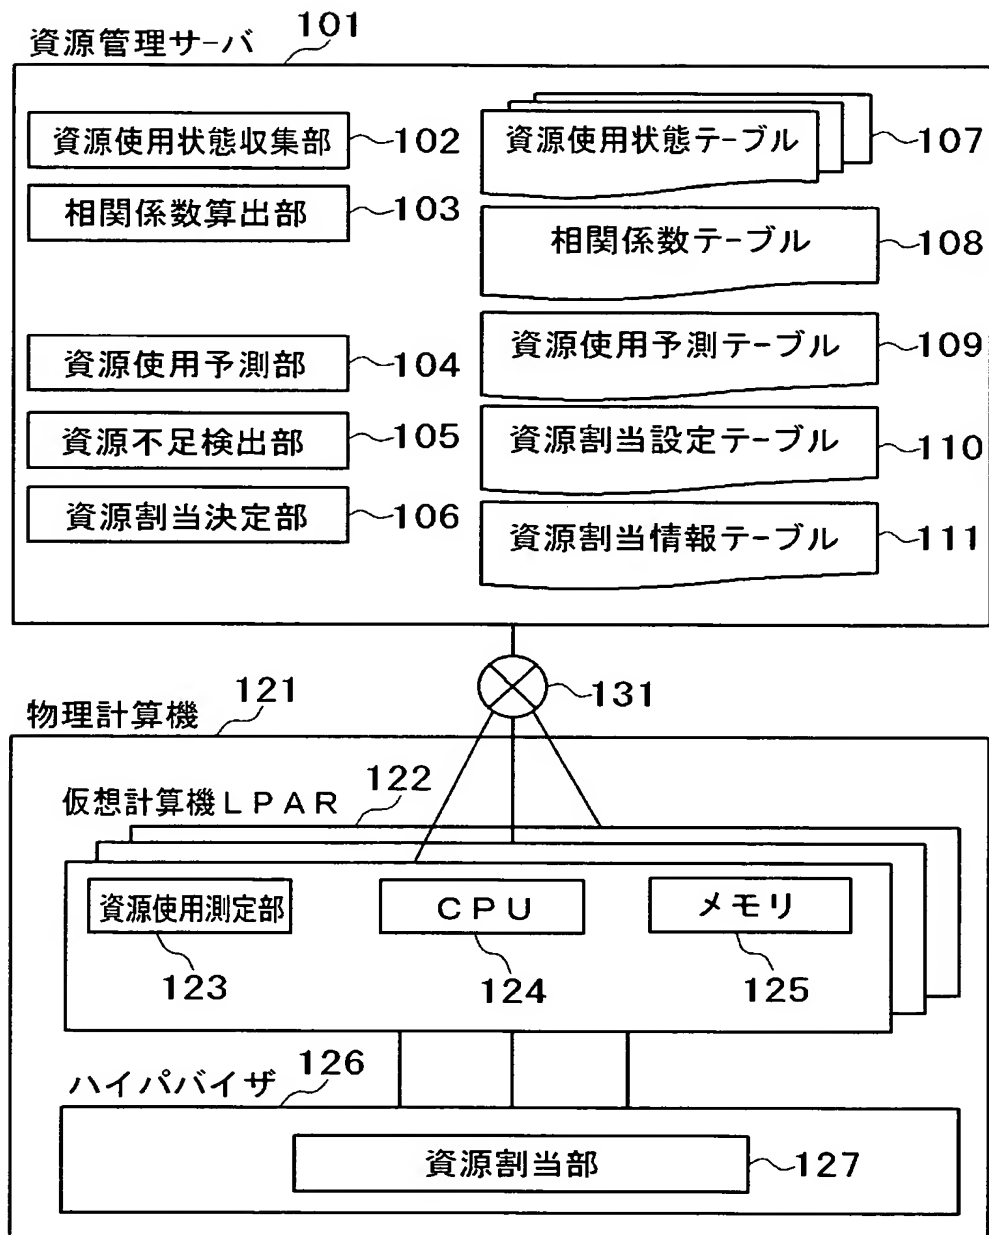 資源管理サーバ 101
資源使用状態収集部 102
相関係数算出部 103
資源使用予測部 104
資源不足検出部 105
資源割当決定部 106
資源使用状態テーブル 107
相関係数テーブル 108
資源使用予測テーブル 109
資源割当設定テーブル 110
資源割当情報テーブル 111
131
物理計算機 121
仮想計算機LPAR 122
資源使用測定部 CPU メモリ
123 124 125
ハイパバイザ 126
資源割当部 127